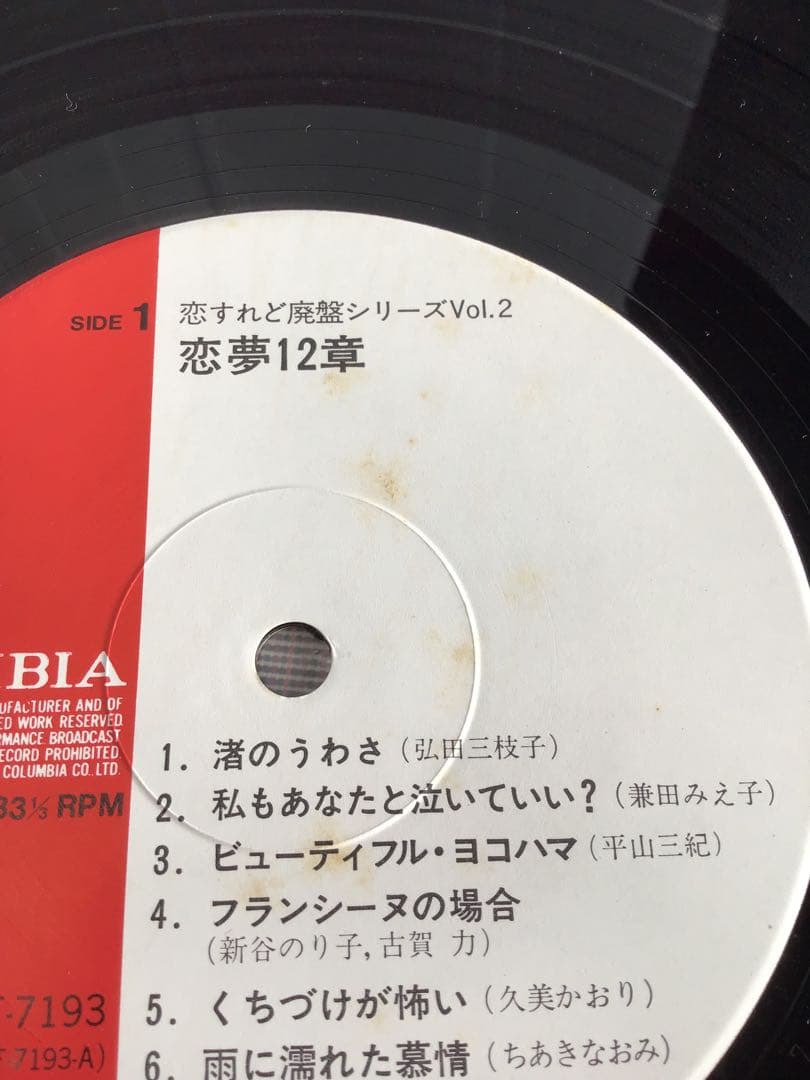 SIDE 1
恋すれど廃盤シリーズVol.2
恋夢12章
BIA
UFACTURER AND OF
ED WORK RESERVED.
RMANCE BROADCAST
RECORD PROHIBITED.
COLUMBIA CO.LTD.
33⅓ RPM
1. 渚のうわさ(弘田三枝子)
2. 私もあなたと泣いていい?(兼田みえ子)
3. ビューティフル・ヨコハマ(平山三紀)
4. フランシーヌの場合
(新谷のり子,古賀 力)
-7193
5. くちづけが怖い(久美かおり)
-7193-A)
6. 雨に濡れた慕情(ちあきなおみ)